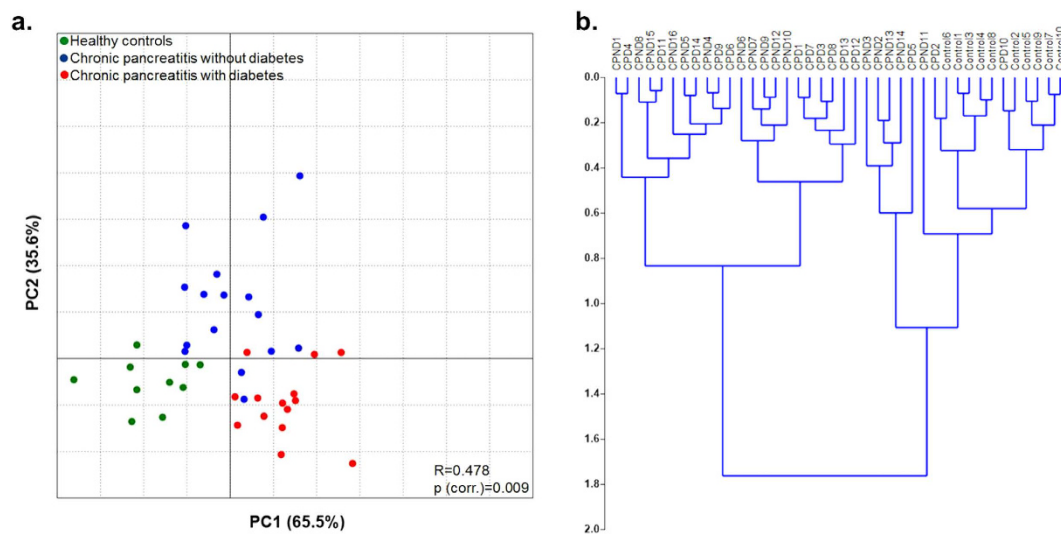 a.
Healthy controls
Chronic pancreatitis without diabetes
Chronic pancreatitis with diabetes
PC2 (35.6%)
R=0.478
p (corr.)=0.009
PC1 (65.5%)
b.
CPND1
CPD4
CPND8
CPND15
CPD11
CPND16
CPND5
CPD14
CPND4
CPD9
CPD6
CPND6
CPND7
CPND9
CPND12
CPND10
CPD1
CPD7
CPD3
CPD8
CPD13
CPD12
CPND3
CPND2
CPND13
CPND14
CPD5
CPND11
CPD2
Control6
Control1
Control3
Control4
Control8
CPD10
Control2
Control5
Control9
Control7
Control10
0.0
0.2
0.4
0.6
0.8
1.0
1.2
1.4
1.6
1.8
2.0